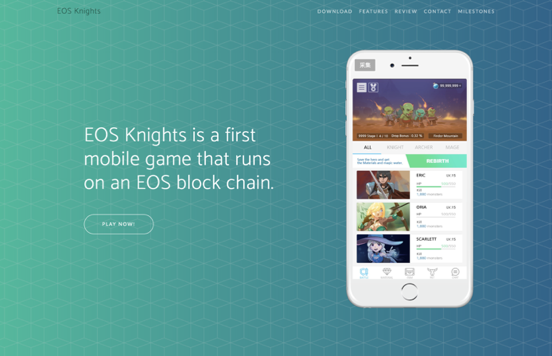 EOS Knights
DOWNLOAD FEATURES REVIEW CONTACT MILESTONES
EOS Knights is a first
mobile game that runs
on an EOS block chain.
PLAY NOW!
ALL KNIGHT ARCHER MAGE
REBIRTH
ERIC
ORIA
SCARLETT